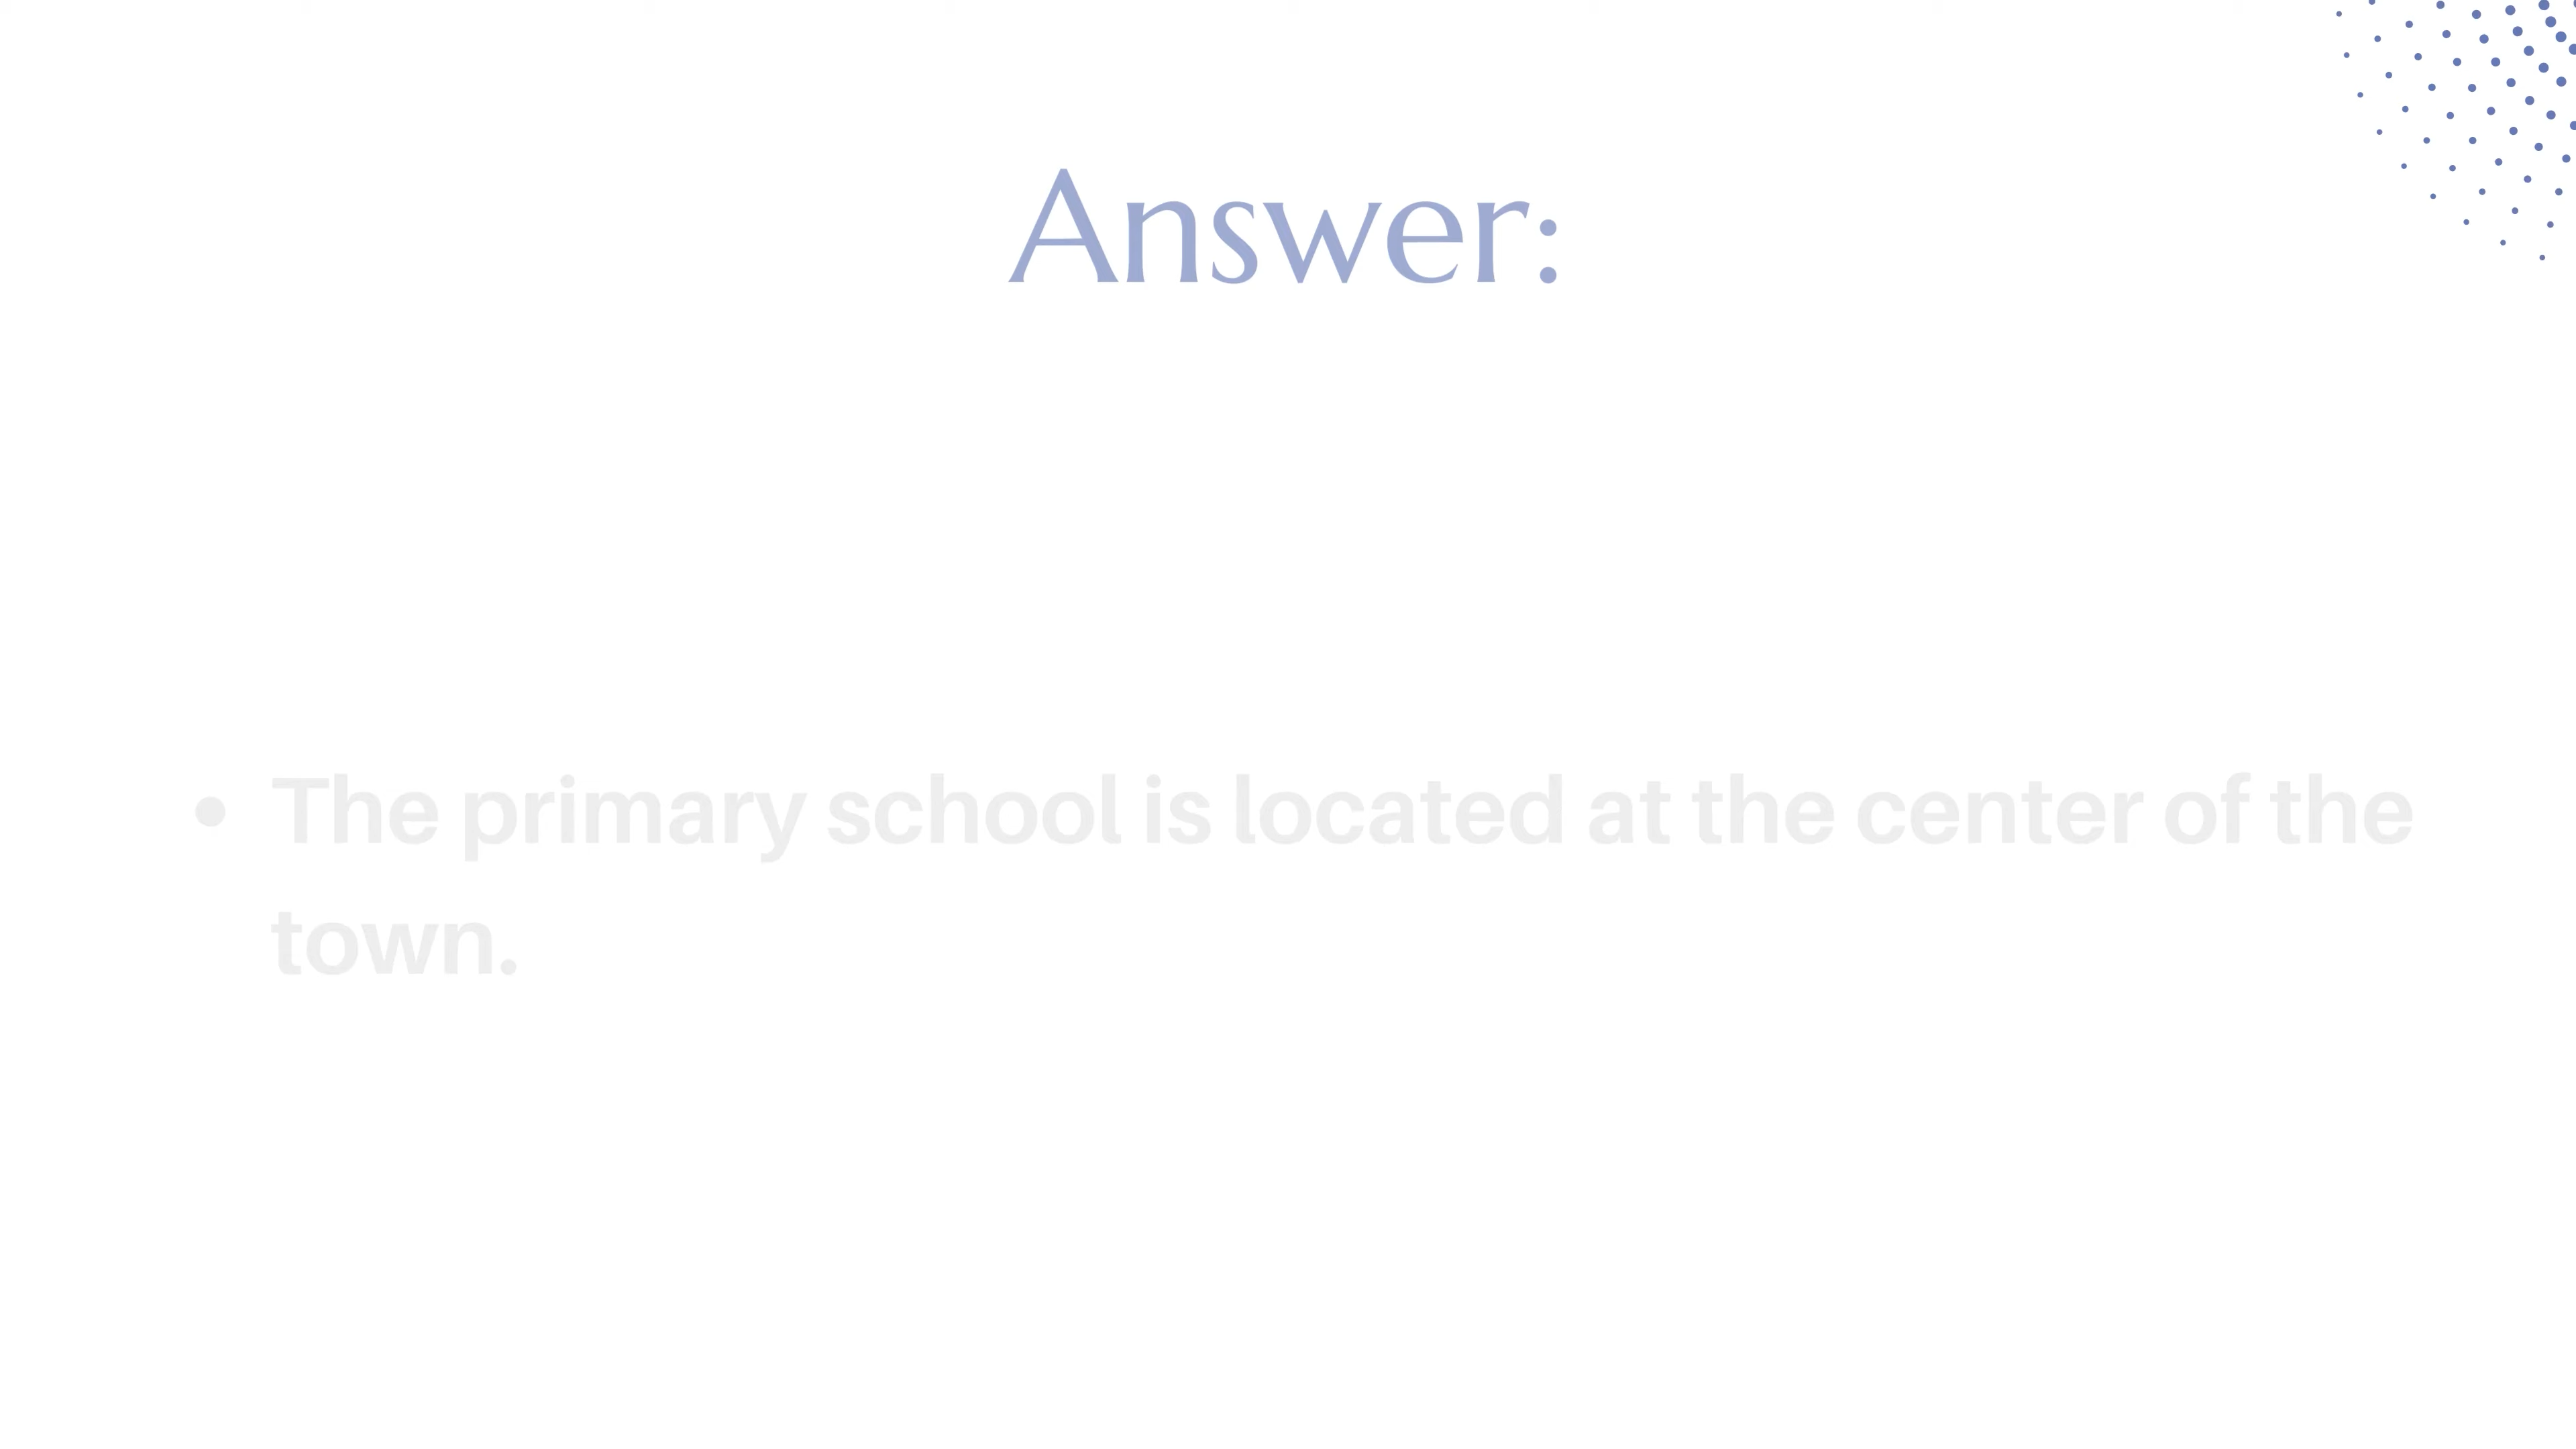 Answer:
• The primary school is located at the center of the
town.